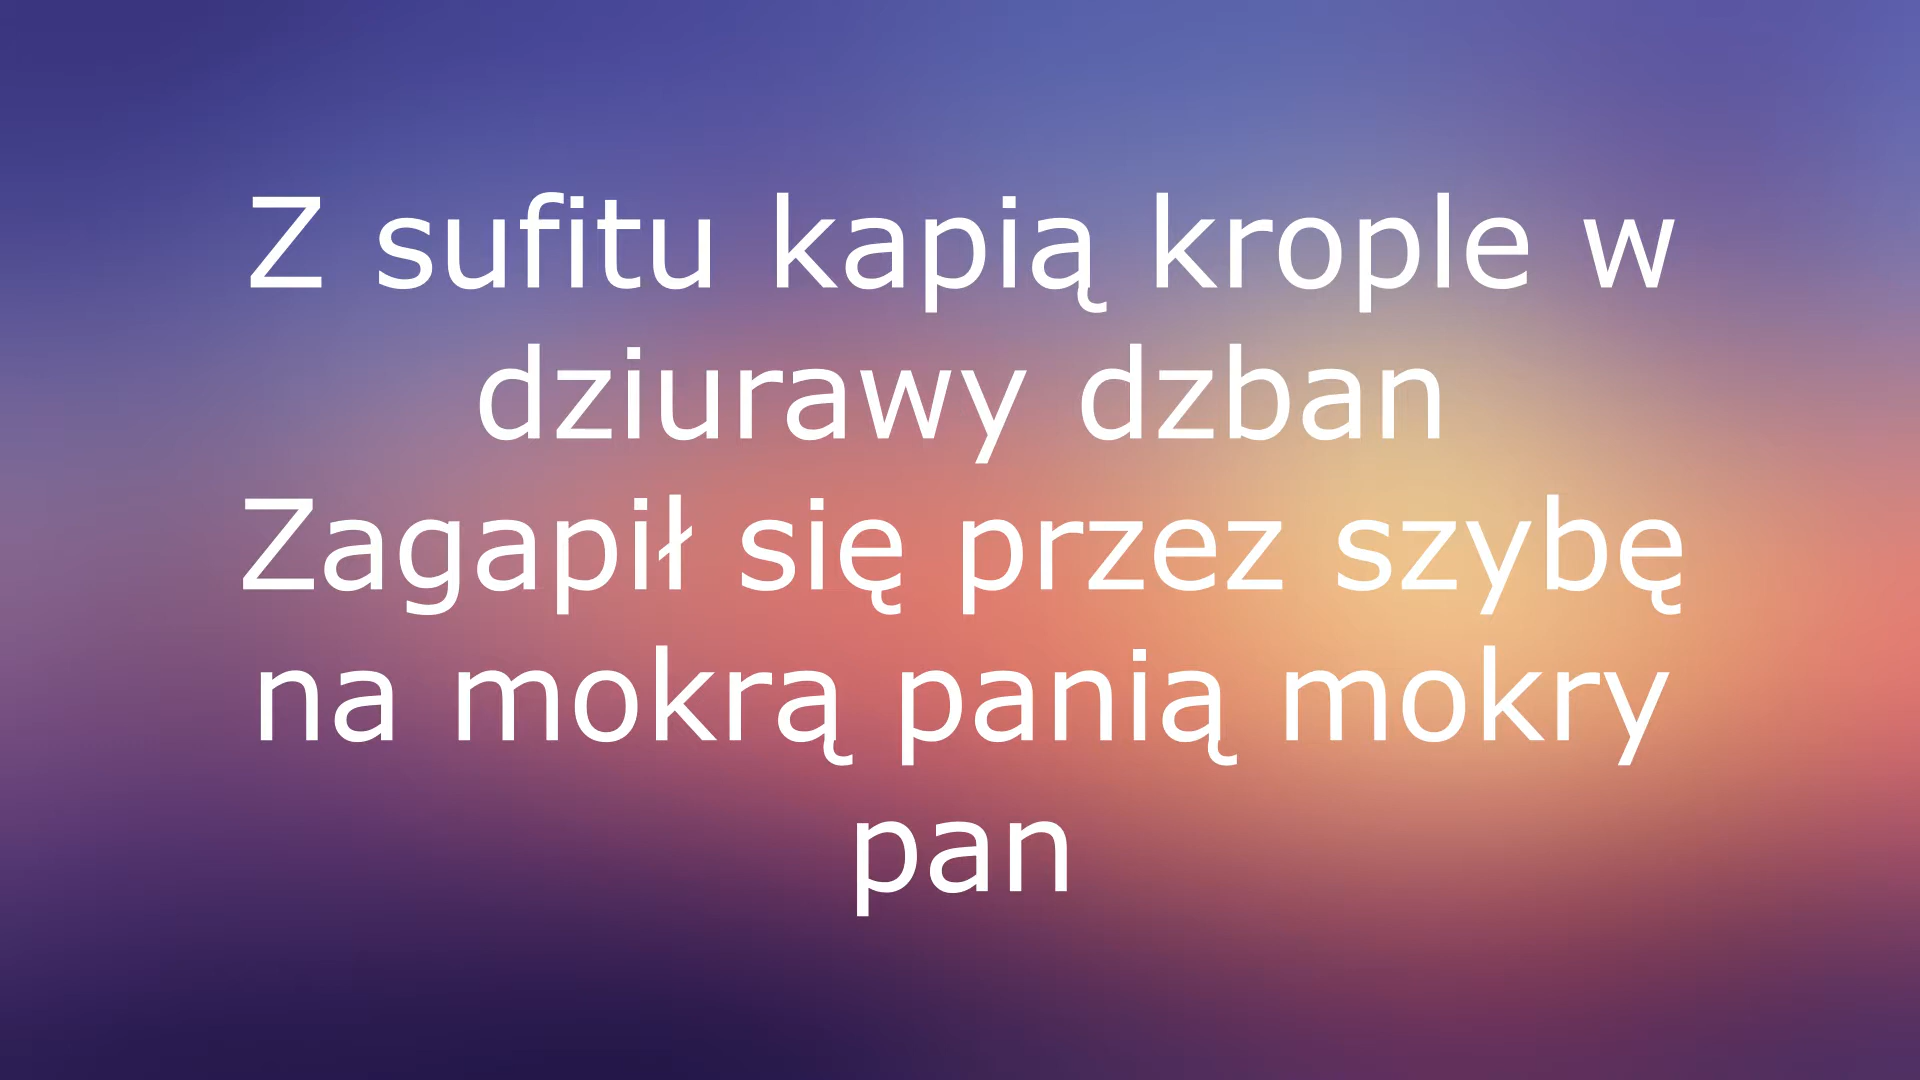 Z sufitu kapią krople w
dziurawy dzban
Zagapił się przez szybę
na mokrą panią mokry
pan